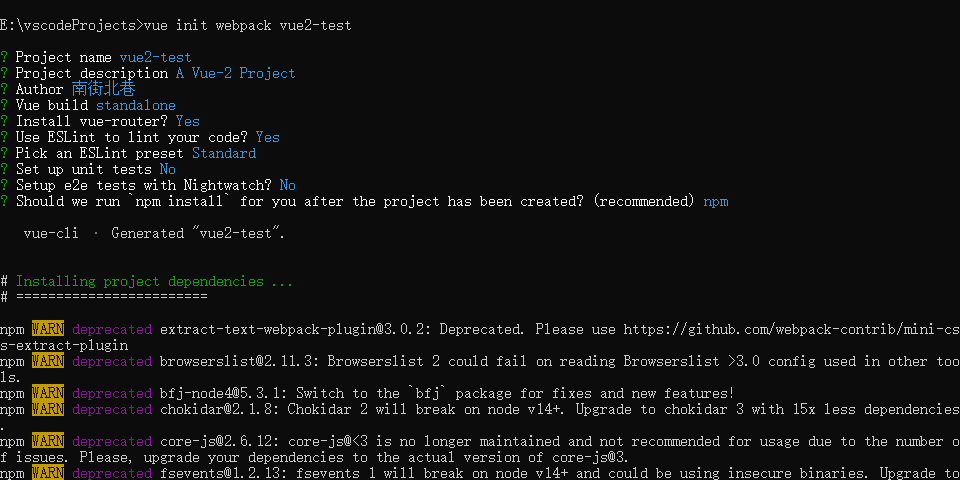 E:\vscodeProjects>vue init webpack vue2-test
? Project name vue2-test
? Project description A Vue-2 Project
? Author 南街北巷
? Vue build standalone
? Install vue-router? Yes
? Use ESLint to lint your code? Yes
? Pick an ESLint preset Standard
? Set up unit tests No
? Setup e2e tests with Nightwatch? No
? Should we run `npm install` for you after the project has been created? (recommended) npm
vue-cli · Generated "vue2-test".
# Installing project dependencies ...
# ========================
npm WARN deprecated extract-text-webpack-plugin@3.0.2: Deprecated. Please use https://github.com/webpack-contrib/mini-cs
s-extract-plugin
npm WARN deprecated browserslist@2.11.3: Browserslist 2 could fail on reading Browserslist >3.0 config used in other too
ls.
npm WARN deprecated bfj-node4@5.3.1: Switch to the `bfj` package for fixes and new features!
npm WARN deprecated chokidar@2.1.8: Chokidar 2 will break on node v14+. Upgrade to chokidar 3 with 15x less dependencies
.
npm WARN deprecated core-js@2.6.12: core-js@<3 is no longer maintained and not recommended for usage due to the number o
f issues. Please, upgrade your dependencies to the actual version of core-js@3.
npm WARN deprecated fsevents@1.2.13: fsevents 1 will break on node v14+ and could be using insecure binaries. Upgrade to